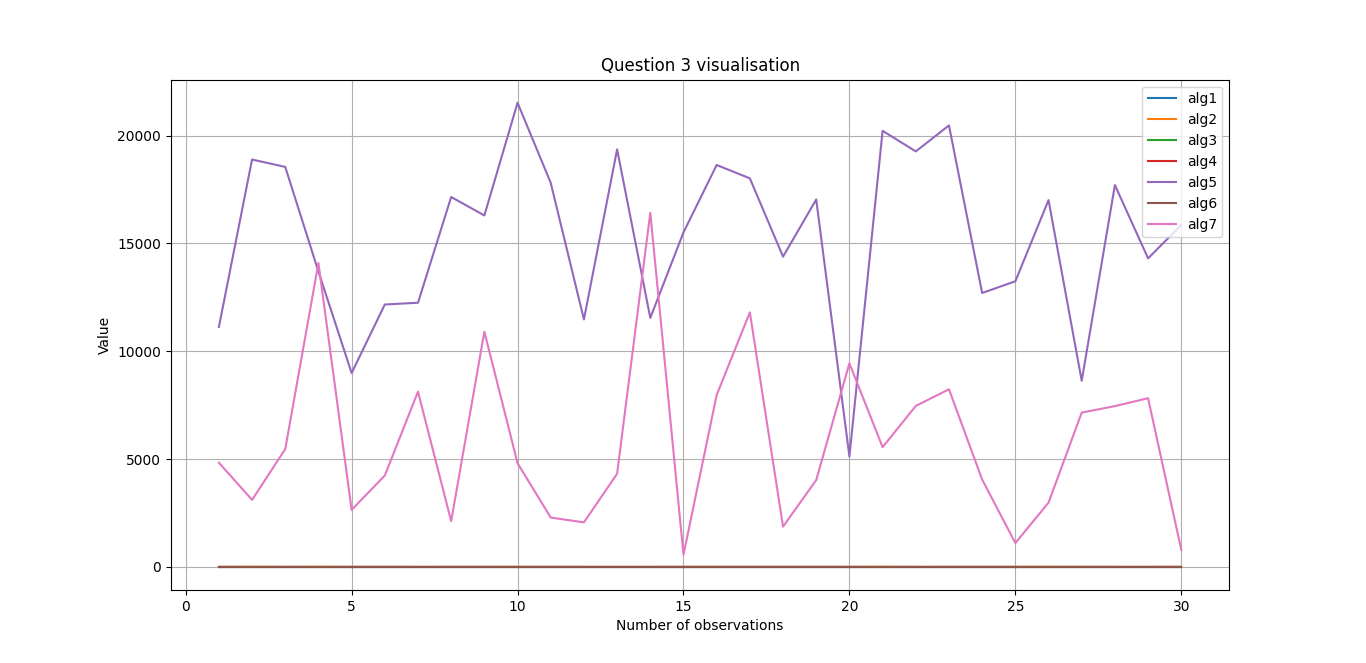 Question 3 visualisation
alg1
alg2
alg3
alg4
alg5
alg6
alg7
Value
20000
15000
10000
5000
0
0 5 10 15 20 25 30
Number of observations